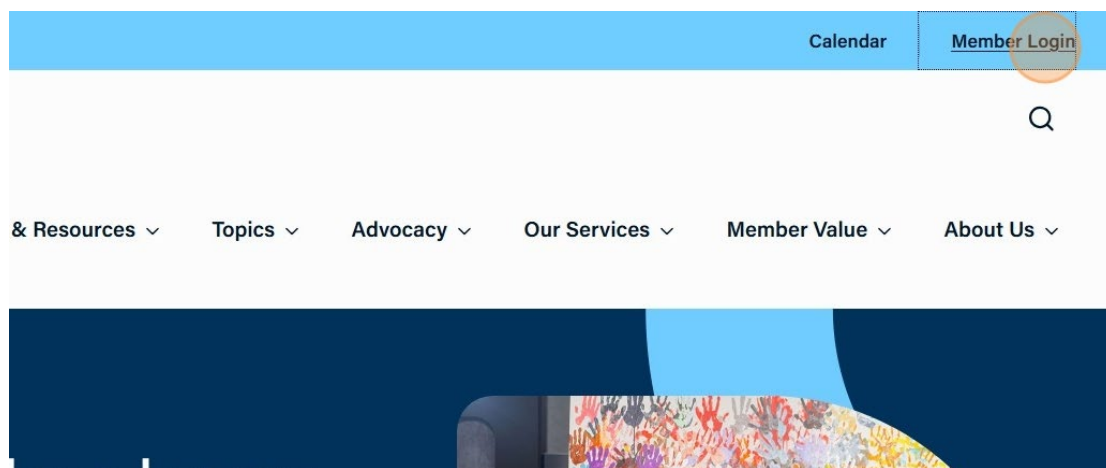 Calendar Member Login
& Resources Topics Advocacy Our Services Member Value About Us